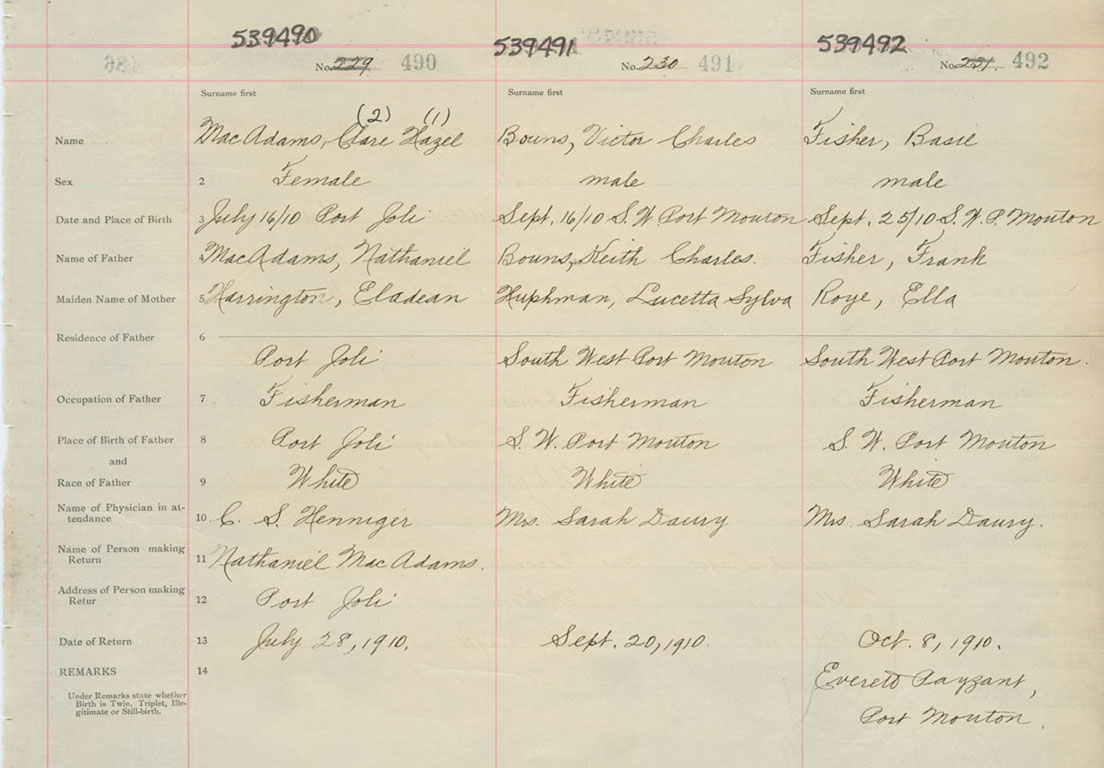 539490 539491 539492
No. 229 490 No. 230 491 No. 231. 492
Surname first Surname first Surname first
(2) (1)
Name MacAdams, Clare Hazel Bouns, Victor Charles Fisher, Basil
Sex 2 Female male male
Date and Place of Birth 3 July 16/10 Port Joli Sept. 16/10 S. W Port Mouton Sept. 25/10 S. W. P. Mouton
Name of Father MacAdams, Nathaniel Bouns, Keith Charles. Fisher, Frank
Maiden Name of Mother 5 Harrington, Eladean Huphman, Lucetta Sylva Roye, Ella
Residence of Father 6
Port Joli South West Port Mouton South West Port Mouton.
Occupation of Father 7 Fisherman Fisherman Fisherman
Place of Birth of Father 8 Port Joli S. W. Port Mouton S. W. Port Mouton
and
Race of Father 9 White White White
Name of Physician in at-
tendance 10 C. S. Henniger Mrs. Sarah Daury Mrs. Sarah Daury.
Name of Person making
Return 11 Nathaniel MacAdams.
Address of Person making
Retur 12 Port Joli
Date of Return 13 July 28, 1910. Sept. 20, 1910. Oct. 8, 1910.
REMARKS 14
Everett Payzant,
Under Remarks state whether
Birth is Twin, Triplet, Ille-
gitimate or Still-birth.
Port Mouton.